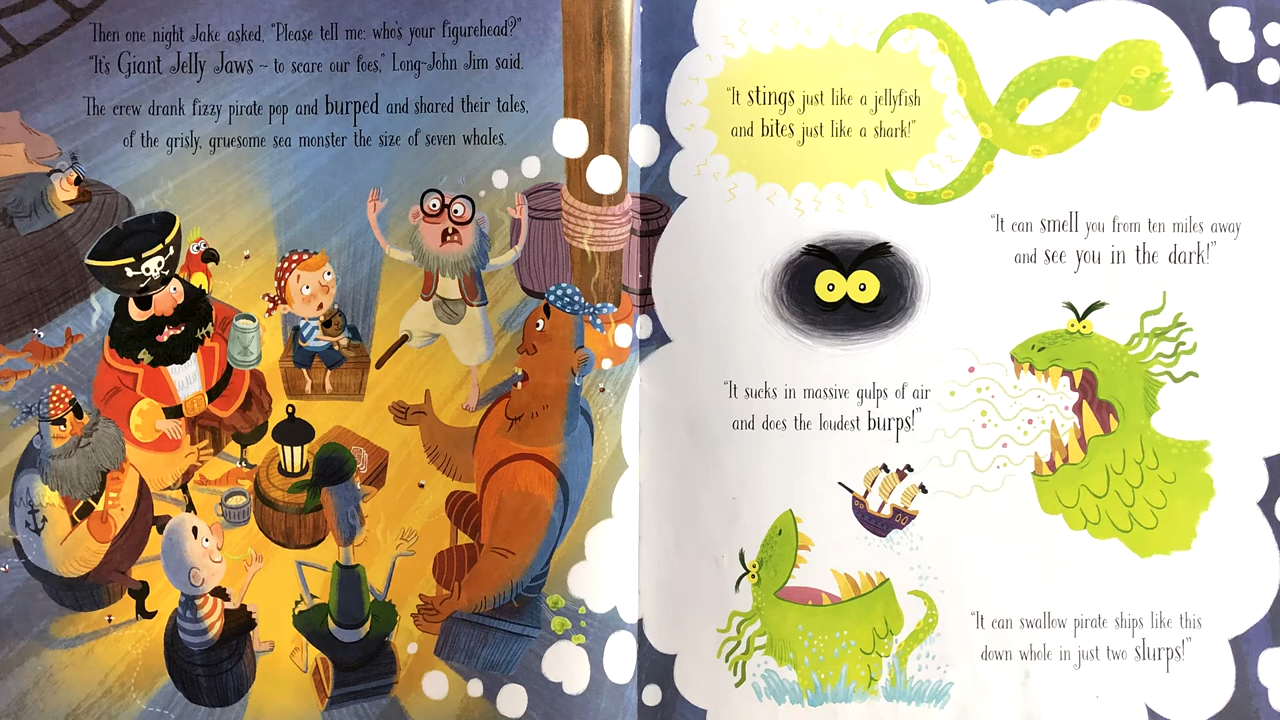 Then one night Jake asked, “Please tell me: who's your figurehead?”
“It's Giant Jelly Jaws ~ to scare our foes,” Long~John Jim said.
The crew drank fizzy pirate pop and burped and shared their tales,
of the grisly, gruesome sea monster the size of seven whales.
“It stings just like a jellyfish
and bites just like a shark!”
“It can smell you from ten miles away
and see you in the dark!”
“It sucks in massive gulps of air
and does the loudest burps!”
“It can swallow pirate ships like this
down whole in just two slurps!”